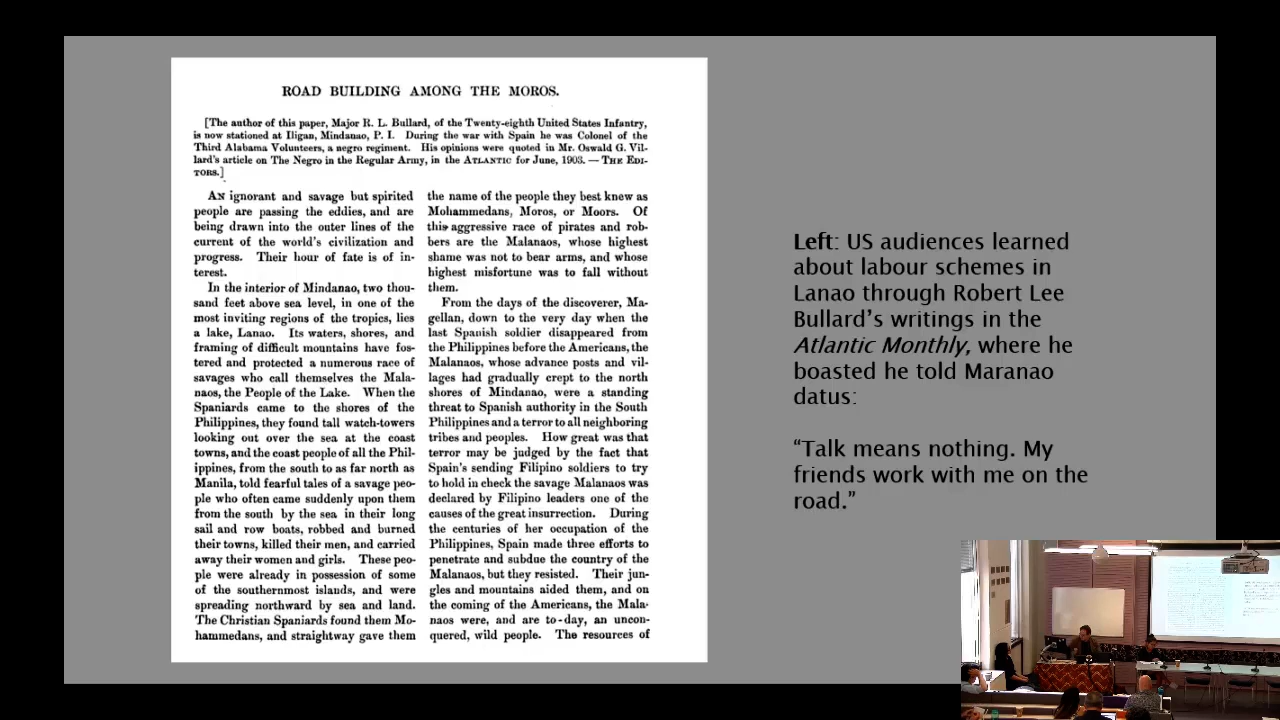 ROAD BUILDING AMONG THE MOROS.
[The author of this paper, Major R. L. Bullard, of the Twenty-eighth United States Infantry,
is now stationed at Iligan, Mindanao, P. I. During the war with Spain he was Colonel of the
Third Alabama Volunteers, a negro regiment. His opinions were quoted in Mr. Oswald G. Vil-
lard's article on The Negro in the Regular Army, in the ATLANTIC for June, 1903. — THE EDI-
TORS.]
AN ignorant and savage but spirited
people are passing the eddies, and are
being drawn into the outer lines of the
current of the world's civilization and
progress. Their hour of fate is of in-
terest.
In the interior of Mindanao, two thou-
sand feet above sea level, in one of the
most inviting regions of the tropics, lies
a lake, Lanao. Its waters, shores, and
framing of difficult mountains have fos-
tered and protected a numerous race of
savages who call themselves the Mala-
naos, the People of the Lake. When the
Spaniards came to the shores of the
Philippines, they found tall watch-towers
looking out over the sea at the coast
towns, and the coast people of all the Phil-
ippines, from the south to as far north as
Manila, told fearful tales of a savage peo-
ple who often came suddenly upon them
from the south by the sea in their long
sail and row boats, robbed and burned
their towns, killed their men, and carried
away their women and girls. These peo-
ple were already in possession of some
of the southernmost islands, and were
spreading northward by sea and land.
The Christian Spaniards found them Mo-
hammedans, and straightway gave them
the name of the people they best knew as
Mohammedans, Moros, or Moors. Of
this aggressive race of pirates and rob-
bers are the Malanaos, whose highest
shame was not to bear arms, and whose
highest misfortune was to fall without
them.
From the days of the discoverer, Ma-
gellan, down to the very day when the
last Spanish soldier disappeared from
the Philippines before the Americans, the
Malanaos, whose advance posts and vil-
lages had gradually crept to the north
shores of Mindanao, were a standing
threat to Spanish authority in the South
Philippines and a terror to all neighboring
tribes and peoples. How great was that
terror may be judged by the fact that
Spain's sending Filipino soldiers to try
to hold in check the savage Malanaos was
declared by Filipino leaders one of the
causes of the great insurrection. During
the centuries of her occupation of the
Philippines, Spain made three efforts to
penetrate and subdue the country of the
Malanaos, but they resisted. Their jun-
gles and mountains aided them, and on
the coming of the Americans, the Mala-
naos were, and are to-day, an uncon-
quered, wild people. The resources of
Left: US audiences learned
about labour schemes in
Lanao through Robert Lee
Bullard's writings in the
Atlantic Monthly, where he
boasted he told Maranao
datus:
“Talk means nothing. My
friends work with me on the
road.”